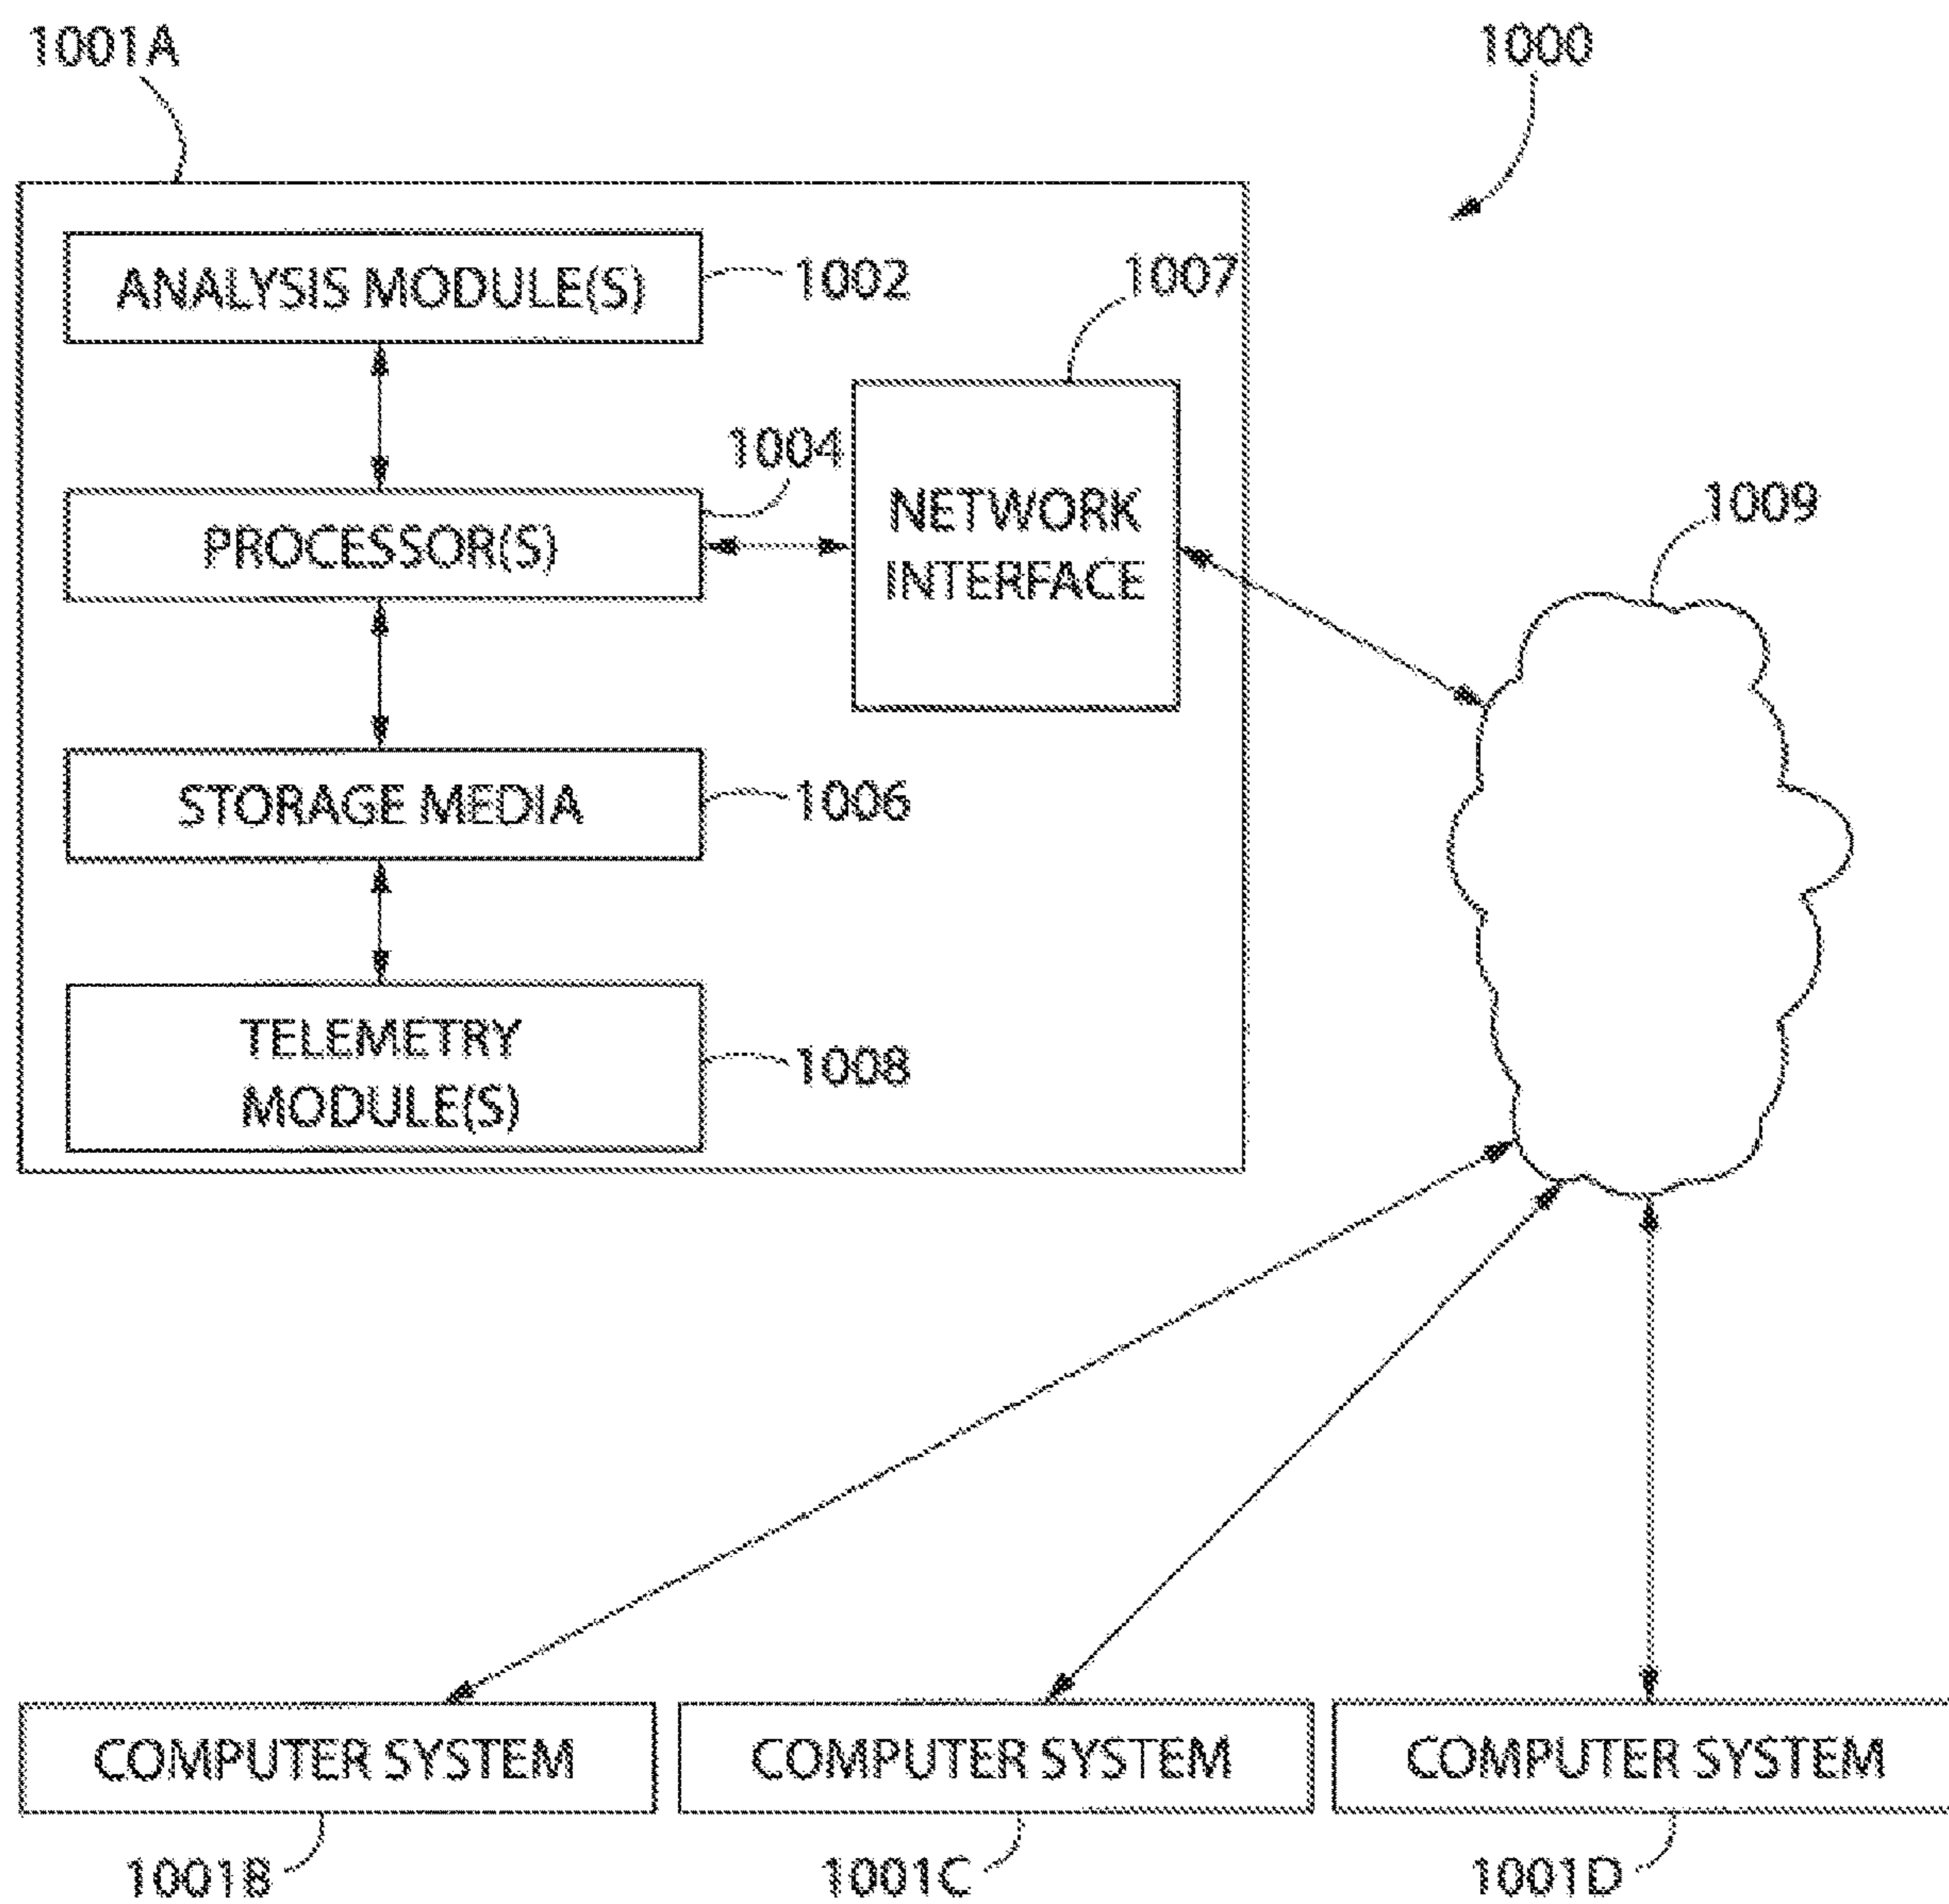 1001A
1000
ANALYSIS MODULE(S)
1002
1007
1004
PROCESSOR(S)
NETWORK
INTERFACE
1009
STORAGE MEDIA
1006
TELEMETRY
MODULE(S)
1008
COMPUTER SYSTEM
COMPUTER SYSTEM
COMPUTER SYSTEM
1001B
1001C
1001D